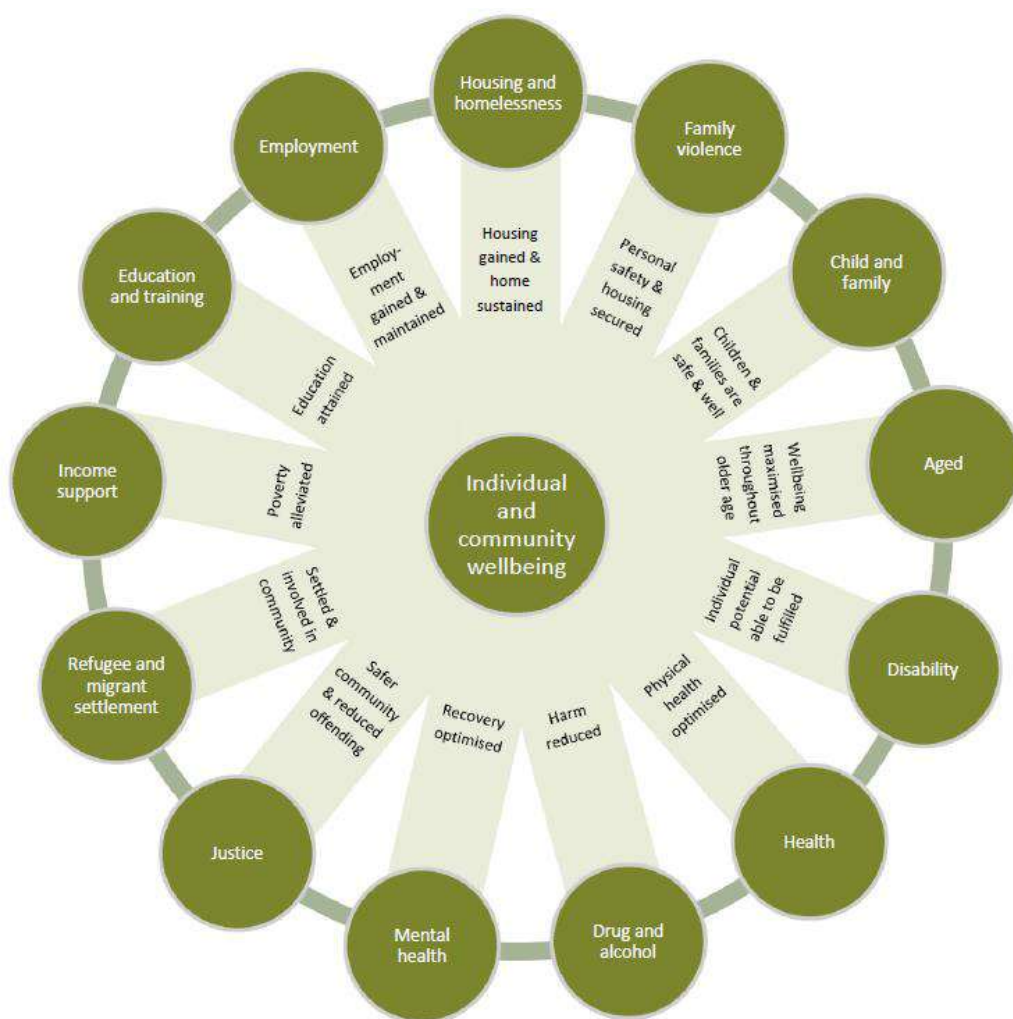 Housing and
homelessness
Family
violence
Child and
family
Aged
Disability
Health
Drug and
alcohol
Mental
health
Justice
Refugee and
migrant
settlement
Income
support
Education
and training
Employment
Housing
gained &
home
sustained
Personal
safety &
housing
secured
Children &
families are
safe & well
Wellbeing
maximised
throughout
older age
Individual
potential
able to be
fulfilled
Physical
health
optimised
Harm
reduced
Recovery
optimised
Safer
community
& reduced
offending
Settled &
involved in
community
Poverty
alleviated
Education
attained
Employ-
ment
gained &
maintained
Individual
and
community
wellbeing